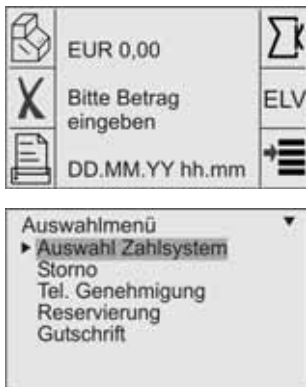 EUR 0,00
Bitte Betrag
ELV
eingeben
DD.MM.YY hh.mm
Auswahlmenü
Auswahl Zahlsystem
Storno
Tel. Genehmigung
Reservierung
Gutschrift